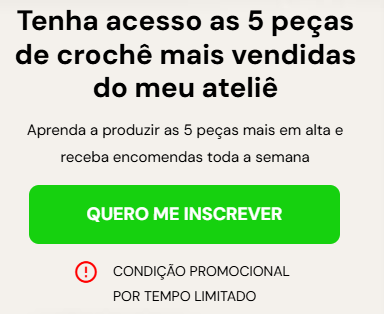 Tenha acesso as 5 peças
de crochê mais vendidas
do meu ateliê
Aprenda a produzir as 5 peças mais em alta e
receba encomendas toda a semana
QUERO ME INSCREVER
CONDIÇÃO PROMOCIONAL
POR TEMPO LIMITADO